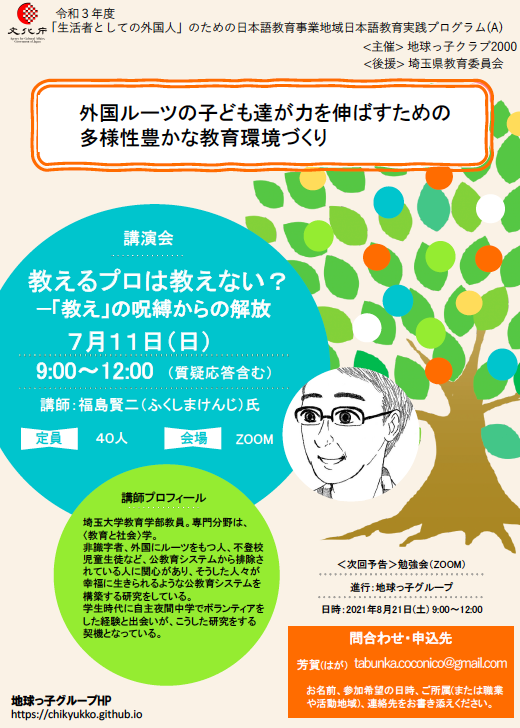 文化庁
令和３年度
「生活者としての外国人」のための日本語教育事業地域日本語教育実践プログラム(A)
<主催> 地球っ子クラブ2000
<後援> 埼玉県教育委員会
外国ルーツの子ども達が力を伸ばすための
多様性豊かな教育環境づくり
講演会
教えるプロは教えない？
－「教え」の呪縛からの解放
７月１１日（日）
9:00～12:00 （質疑応答含む）
講師：福島賢二（ふくしまけんじ）氏
定員 ４０人 会場 ZOOM
講師プロフィール
埼玉大学教育学部教員。専門分野は、
〈教育と社会〉学。
非識字者、外国にルーツをもつ人、不登校
児童生徒など、公教育システムから排除さ
れている人に関心があり、そうした人々が
幸福に生きられるような公教育システムを
構築する研究をしている。
学生時代に自主夜間中学でボランティアを
した経験と出会いが、こうした研究をする
契機となっている。
＜次回予告＞勉強会（ZOOM）
進行：地球っ子グループ
日時：2021年8月21日(土) 9:00～12:00
問合わせ・申込先
芳賀(はが) tabunka.coconico@gmail.com
お名前、参加希望の日時、ご所属(または職業
や活動地域)、連絡先をお書き添えください。
地球っ子グループHP
https://chikyukko.github.io